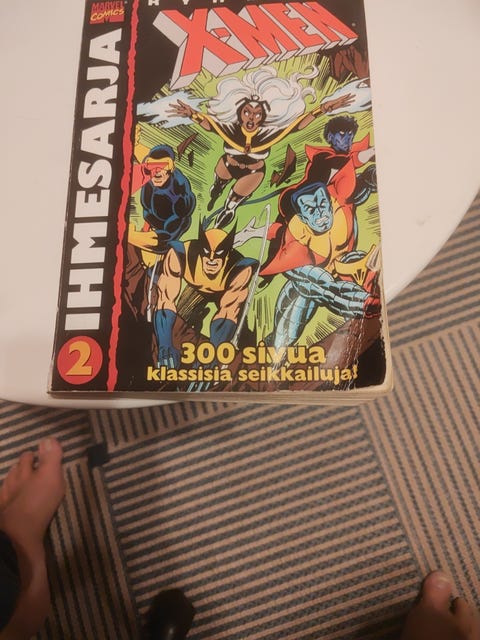 MARVEL
COMICS
X-MEN
IHMESARJA
2
300 sivua
klassisia seikkailuja!